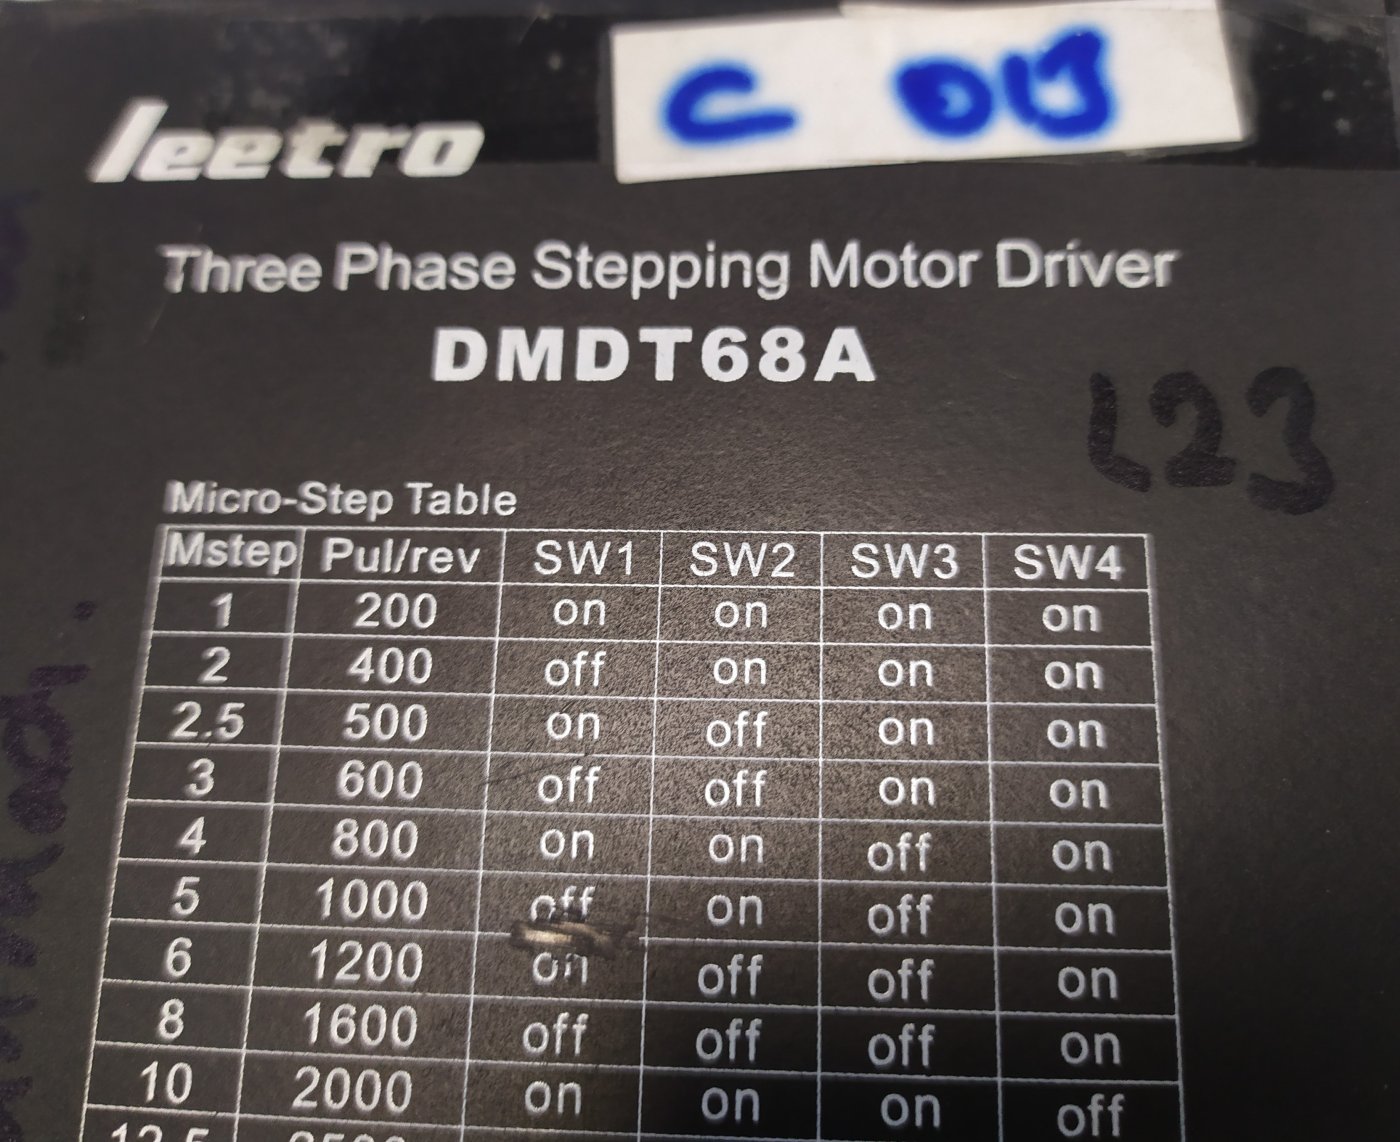 leetro
C
Three Phase Stepping Motor Driver
DMDT68A
L23
Micro-Step Table
Mstep Pul/rev SW1 SW2 SW3 SW4
1 200 on on on on
2 400 off on on on
2.5 500 on off on on
3 600 off off on on
4 800 on on off on
5 1000 off on off on
6 1200 on off off on
8 1600 off off off on
10 2000 on on on off
12.5